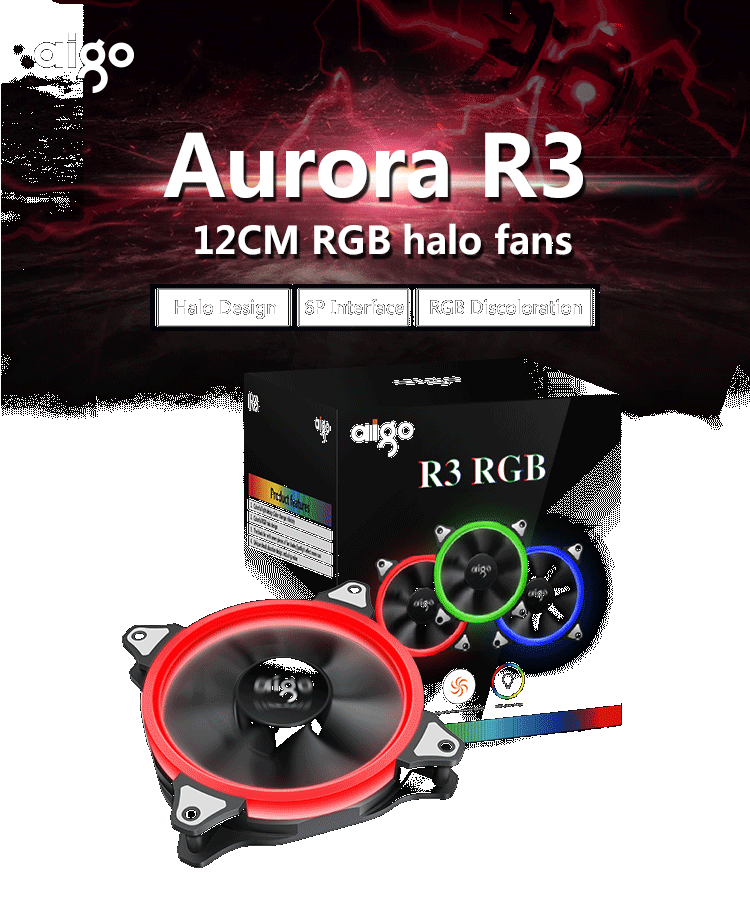 aigo
Aurora R3
12CM RGB halo fans
Halo Design
6P Interface
RGB Discoloration
aigo
aigo
R3 RGB
Product features
aigo
aigo